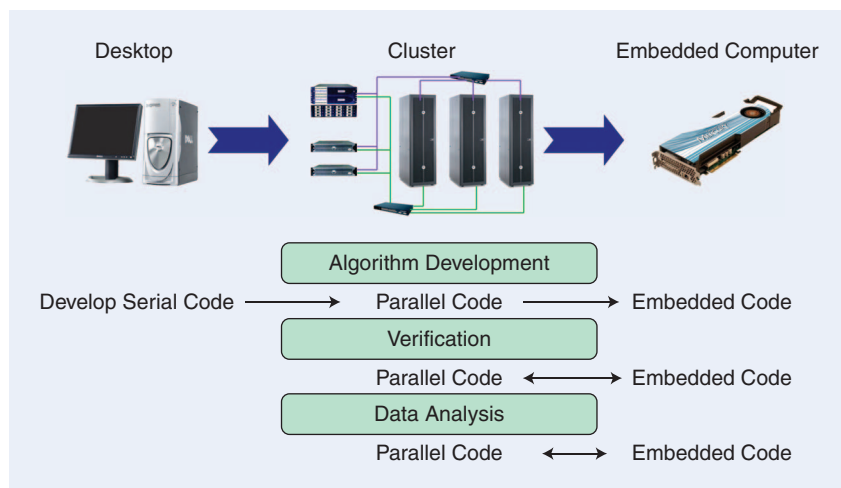 Desktop
Cluster
Embedded Computer
Algorithm Development
Develop Serial Code
Parallel Code
Embedded Code
Verification
Parallel Code
Embedded Code
Data Analysis
Parallel Code
Embedded Code